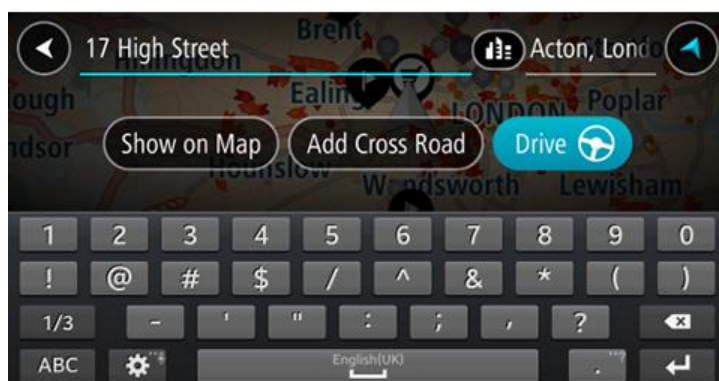 17 High Street Acton, Lond
Brent
Hillingdon
ough Ealing LONDON Poplar
Show on Map Add Cross Road Drive
ndsor Hounslow
Wandsworth Lewisham
1 2 3 4 5 6 7 8 9 0
! @ # $ / ^ & * ( )
1/3 - ' " : ; , ? 
ABC English(UK) . ...?